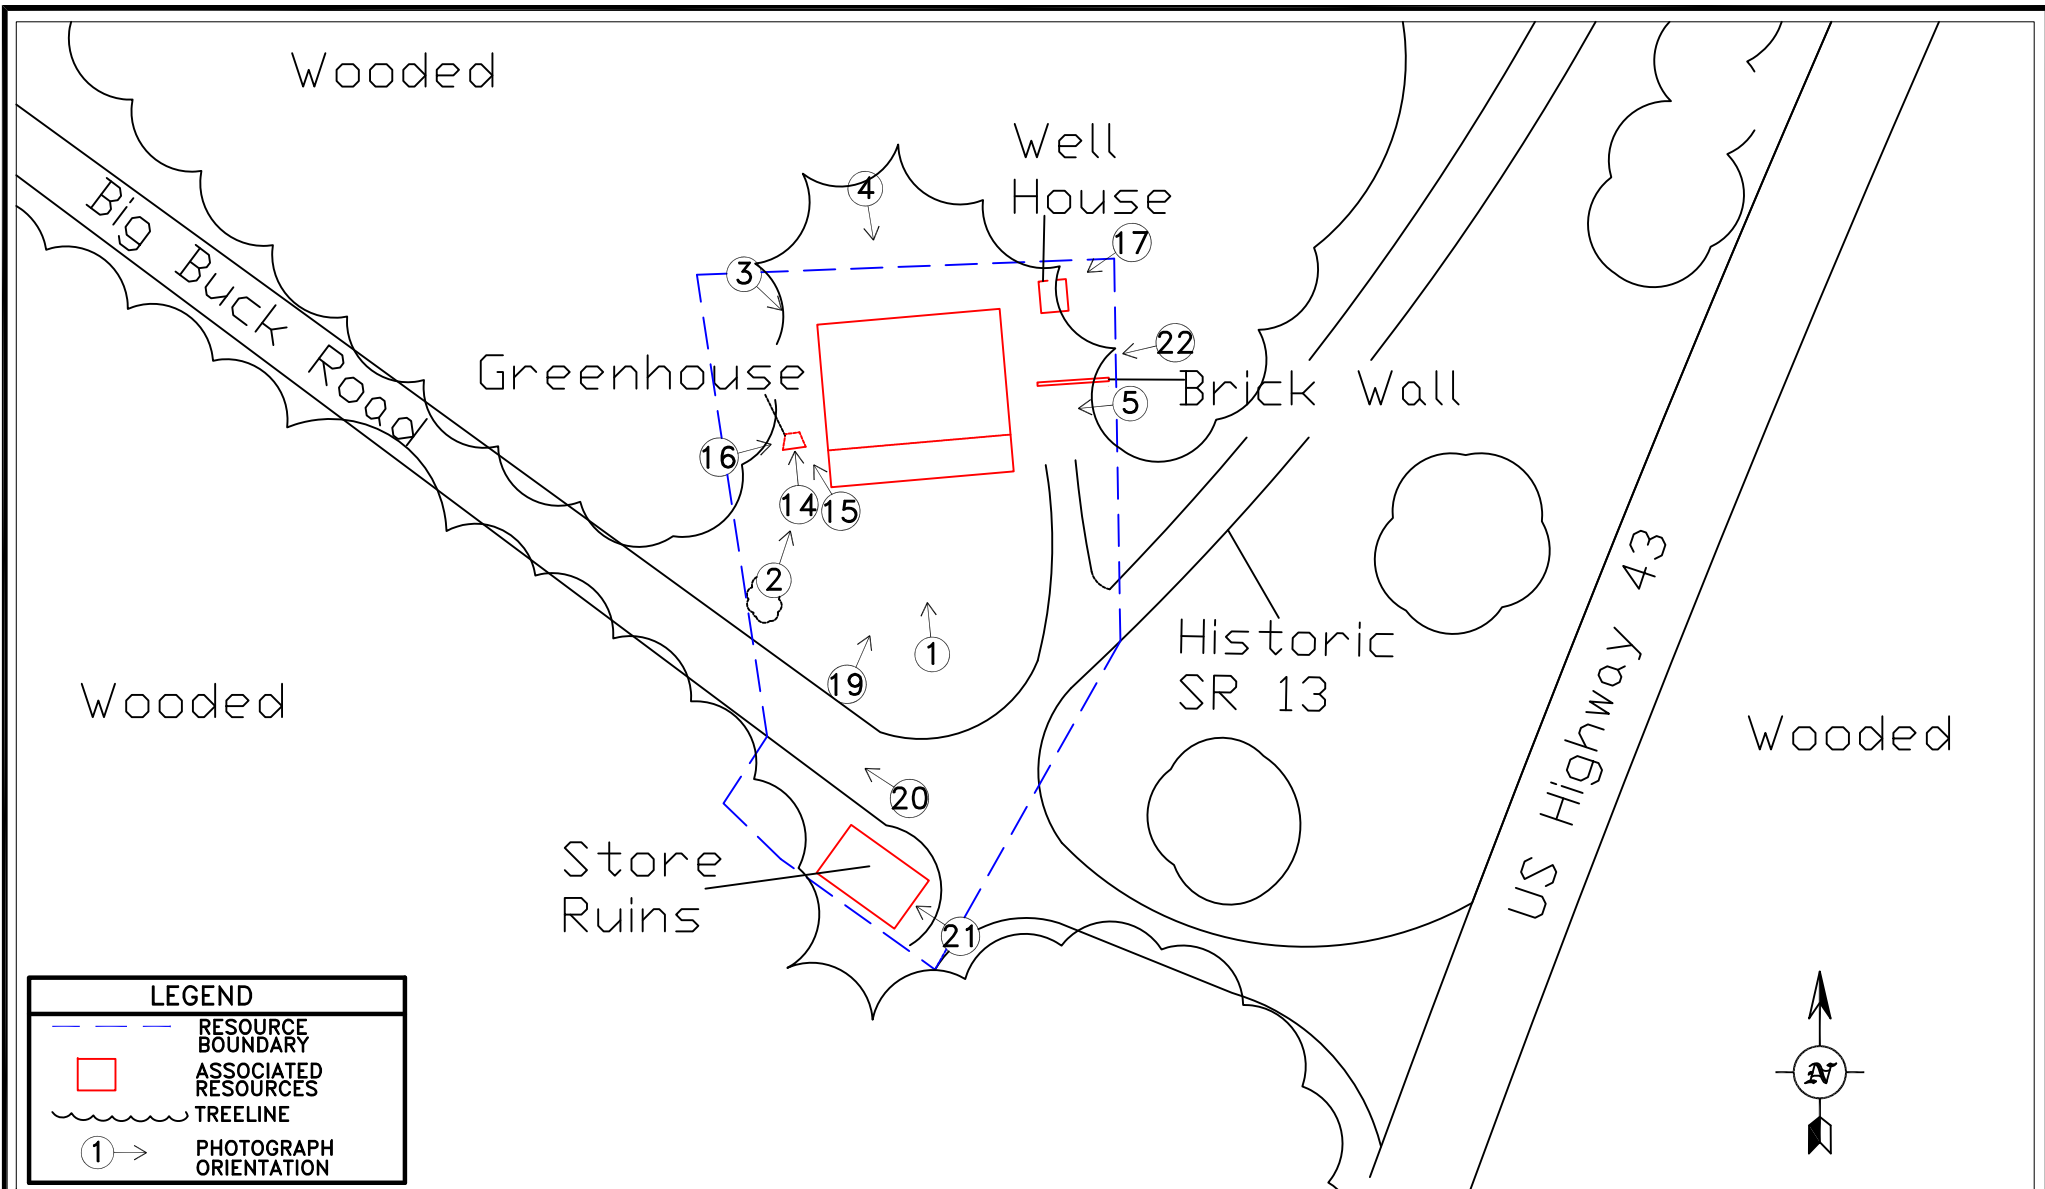 Wooded
Well
House
4
17
3
Big Buck Road
22
Greenhouse
Brick Wall
5
16
14
15
2
US Highway 43
Historic
SR 13
1
19
Wooded
Wooded
20
Store
Ruins
21
LEGEND
RESOURCE
BOUNDARY
ASSOCIATED
RESOURCES
TREELINE
1
PHOTOGRAPH
ORIENTATION
N